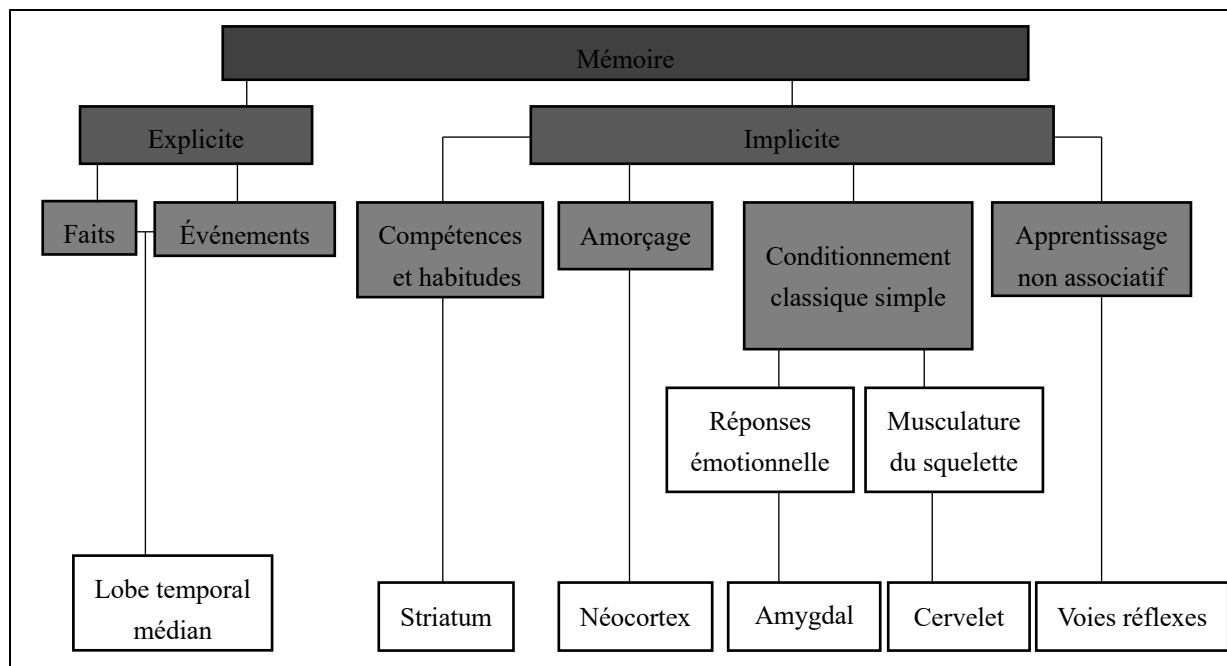 Mémoire
Explicite
Implicite
Faits
Événements
Compétences
et habitudes
Amorçage
Conditionnement
classique simple
Apprentissage
non associatif
Réponses
émotionnelle
Musculature
du squelette
Lobe temporal
médian
Striatum
Néocortex
Amygdal
Cervelet
Voies réflexes